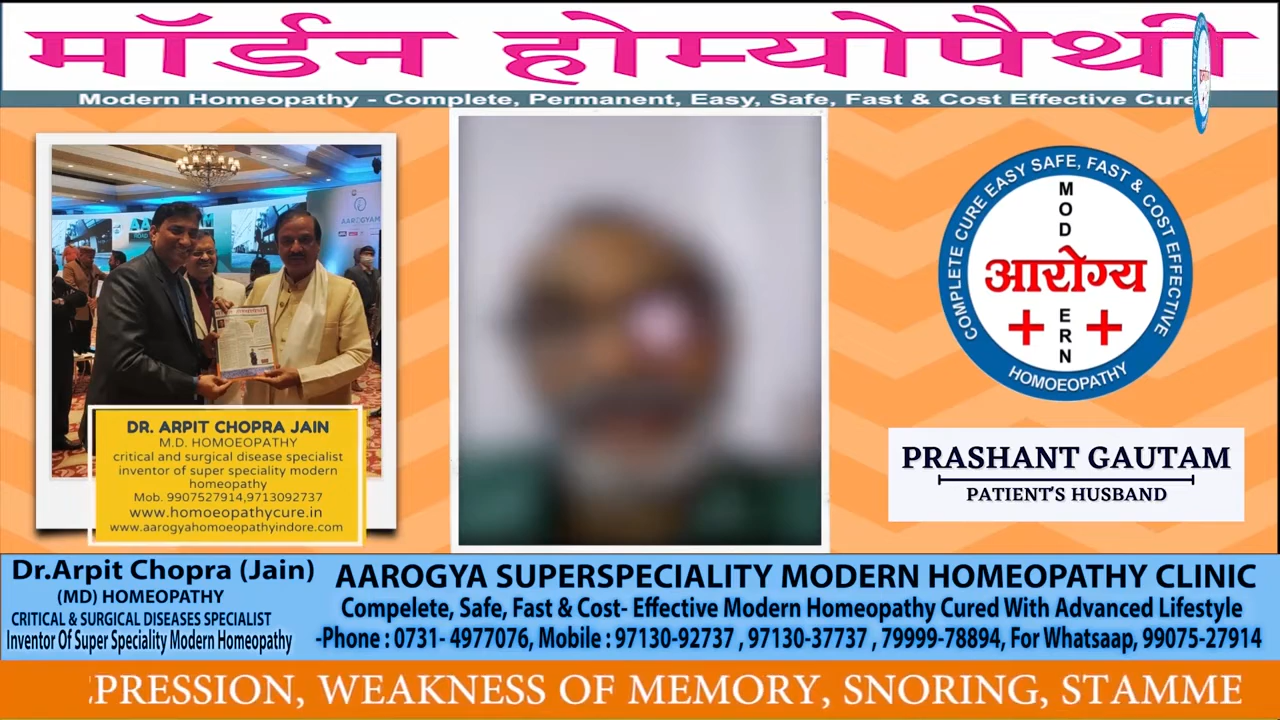 मॉर्डन होम्योपैथी
Modern Homeopathy - Complete, Permanent, Easy, Safe, Fast & Cost Effective Cure
AAROGYAM
DR. ARPIT CHOPRA JAIN
M.D. HOMOEOPATHY
critical and surgical disease specialist
inventor of super speciality modern
homeopathy
Mob. 9907527914,9713092737
www.homoeopathycure.in
www.aarogyahomoeopathyindore.com
COMPLETE CURE EASY SAFE, FAST & COST EFFECTIVE
MODERN
आरोग्य
HOMOEOPATHY
PRASHANT GAUTAM
PATIENT'S HUSBAND
Dr.Arpit Chopra (Jain)
(MD) HOMEOPATHY
CRITICAL & SURGICAL DISEASES SPECIALIST
Inventor Of Super Speciality Modern Homeopathy
AAROGYA SUPERSPECIALITY MODERN HOMEOPATHY CLINIC
Compelete, Safe, Fast & Cost- Effective Modern Homeopathy Cured With Advanced Lifestyle
-Phone : 0731- 4977076, Mobile : 97130-92737 , 97130-37737 , 79999-78894, For Whatsaap, 99075-27914
PRESSION, WEAKNESS OF MEMORY, SNORING, STAMME